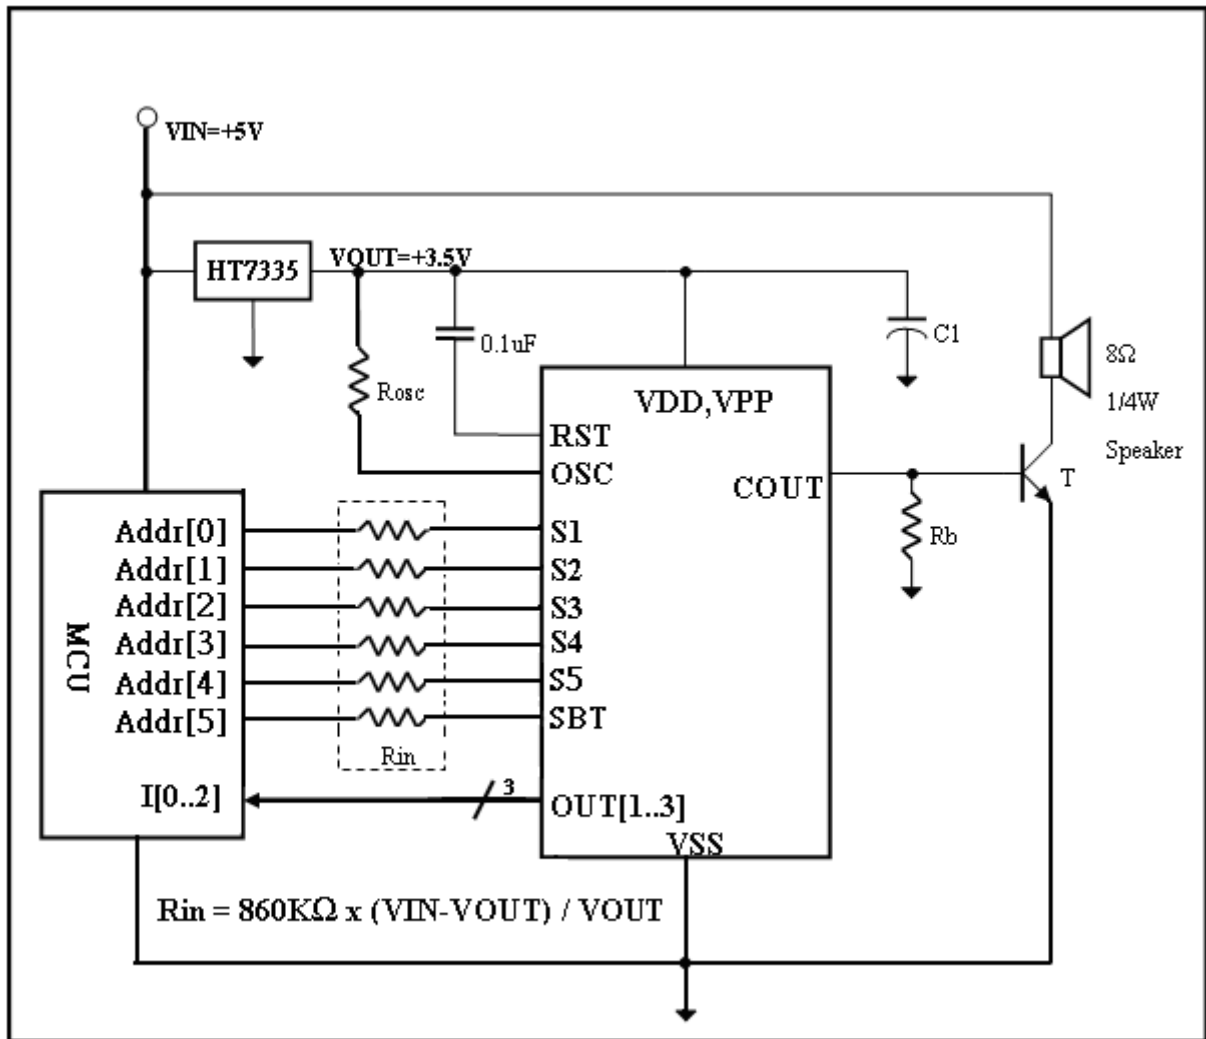 VIN=+5V
HT7335
VOUT=+3.5V
0.1uF
Rosc
C1
8Ω
1/4W
Speaker
VDD,VPP
RST
OSC
COUT
T
Rb
MCU
Addr[0]
Addr[1]
Addr[2]
Addr[3]
Addr[4]
Addr[5]
I[0..2]
Rin
S1
S2
S3
S4
S5
SBT
3
OUT[1..3]
VSS
Rin = 860KΩ x (VIN-VOUT) / VOUT